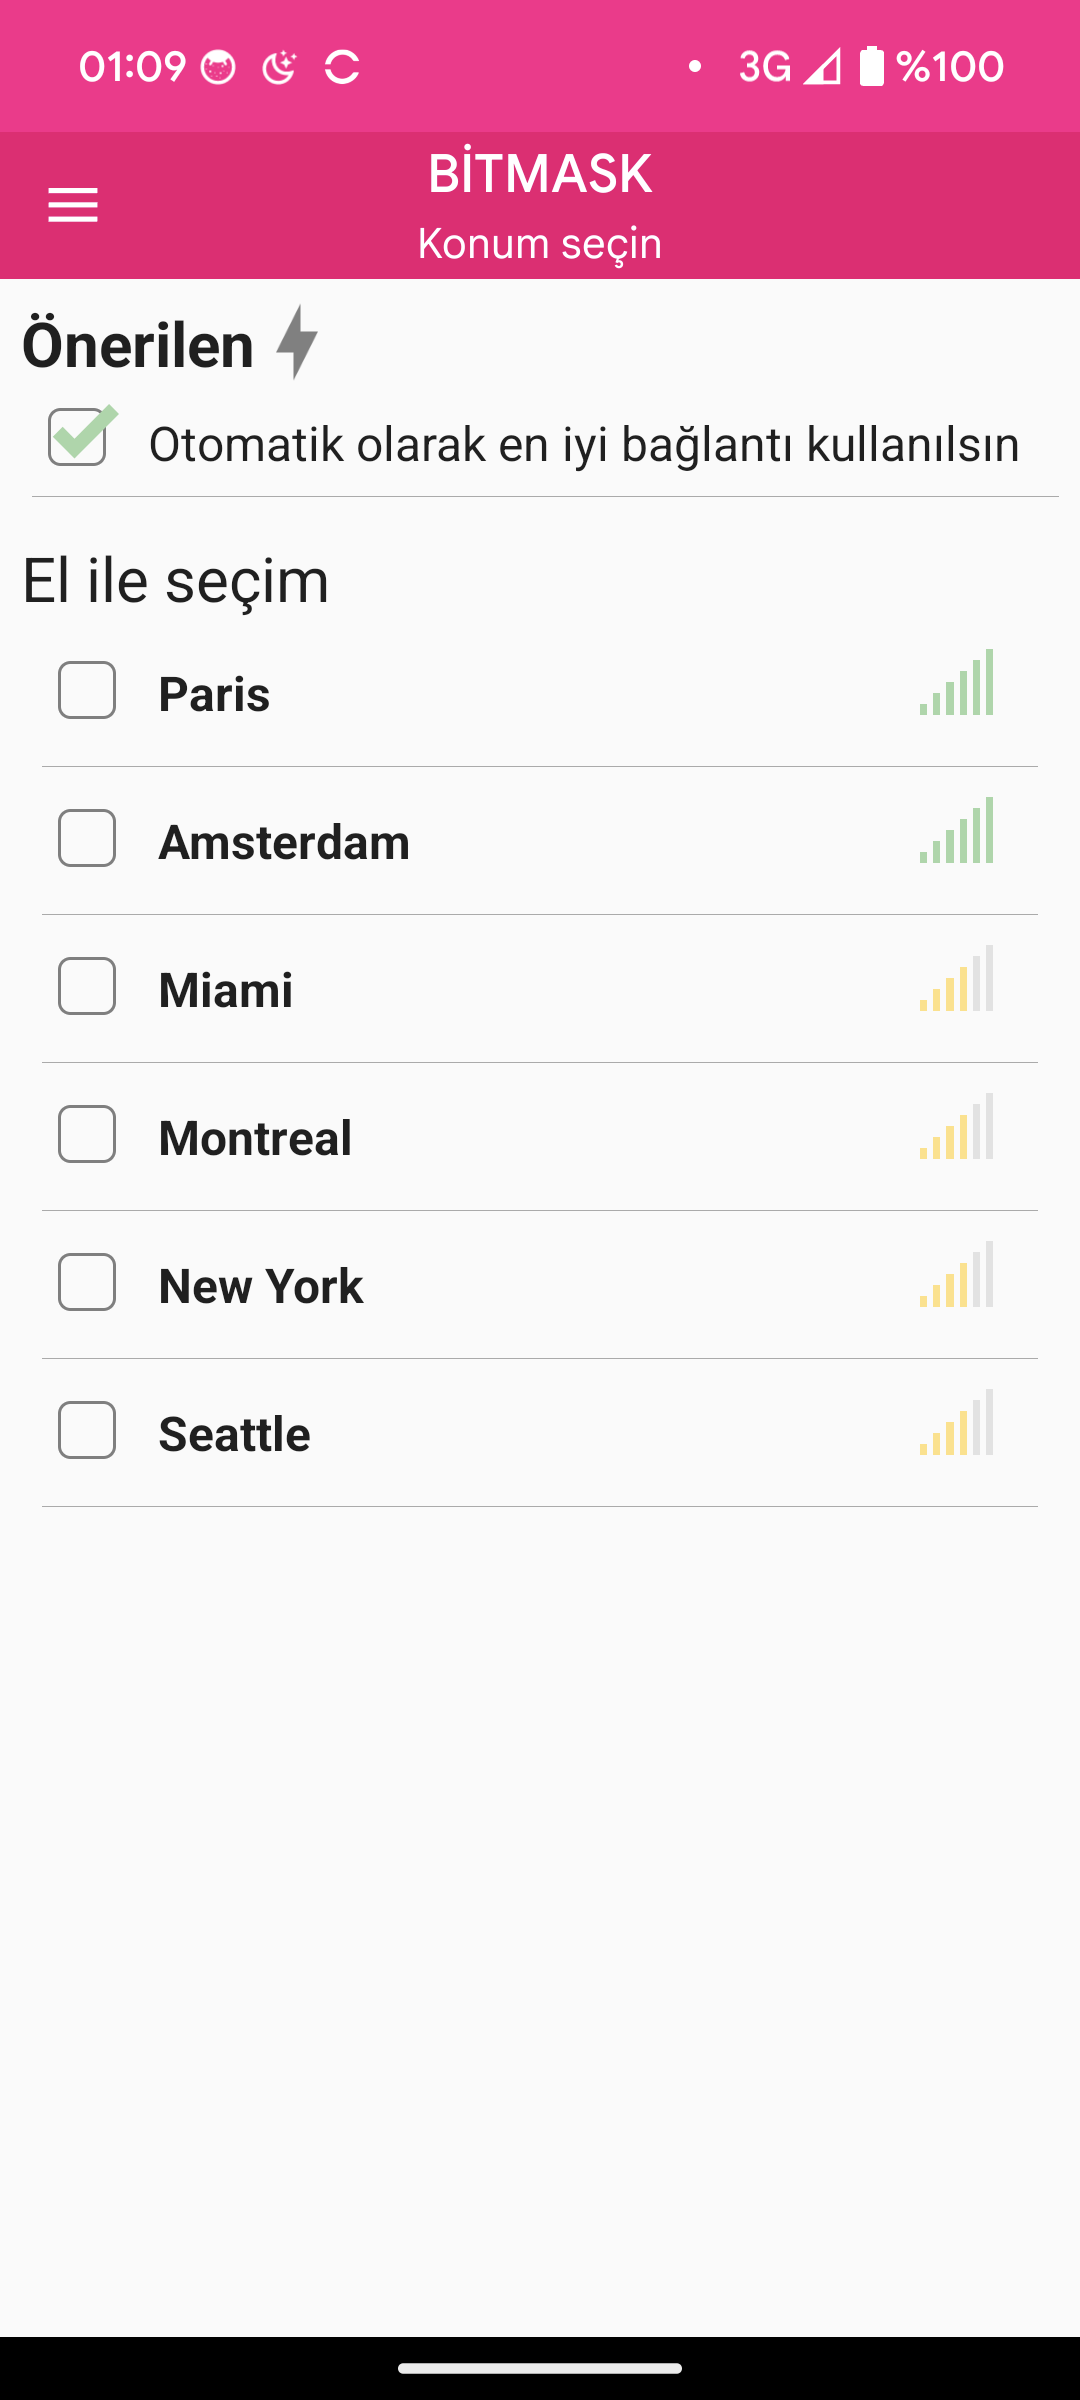 01:09 3G %100
BİTMASK
Konum seçin
Önerilen
Otomatik olarak en iyi bağlantı kullanılsın
El ile seçim
Paris
Amsterdam
Miami
Montreal
New York
Seattle